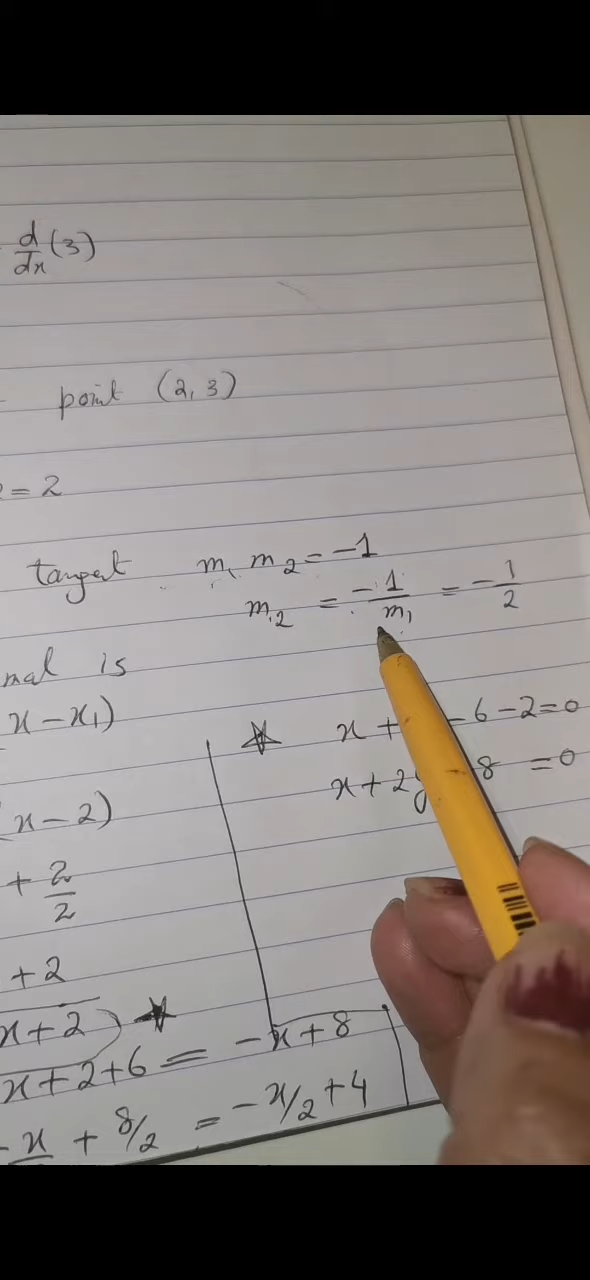 d/dx (3)
point (2, 3)
= 2
tangent m₁ m₂ = -1
m₂ = -1/m₁ = -1/2
mal is
x - x₁)
(x - 2)
+ 2/2
+ 2
x + 2
x + 2 + 6 = -x + 8
-x/ + 8/2 = -x/2 + 4
x + - 6 - 2 = 0
x + 2y 8 = 0